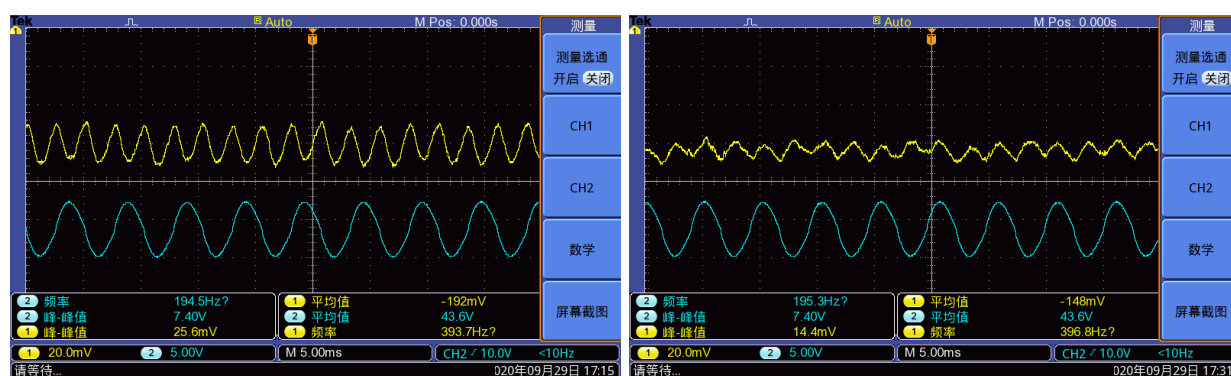 Tek Auto M Pos: 0.000s 测量
1
T
测量选通
开启 关闭
CH1
CH2
数学
屏幕截图
2 频率 194.5Hz? 1 平均值 -192mV
2 峰-峰值 7.40V 2 平均值 43.6V
1 峰-峰值 25.6mV 1 频率 393.7Hz?
1 20.0mV 2 5.00V M 5.00ms CH2 10.0V <10Hz
请等待... 020年09月29日 17:15
Tek Auto M Pos: 0.000s 测量
1
T
测量选通
开启 关闭
CH1
CH2
数学
屏幕截图
2 频率 195.3Hz? 1 平均值 -148mV
2 峰-峰值 7.40V 2 平均值 43.6V
1 峰-峰值 14.4mV 1 频率 396.8Hz?
1 20.0mV 2 5.00V M 5.00ms CH2 10.0V <10Hz
请等待... 020年09月29日 17:3